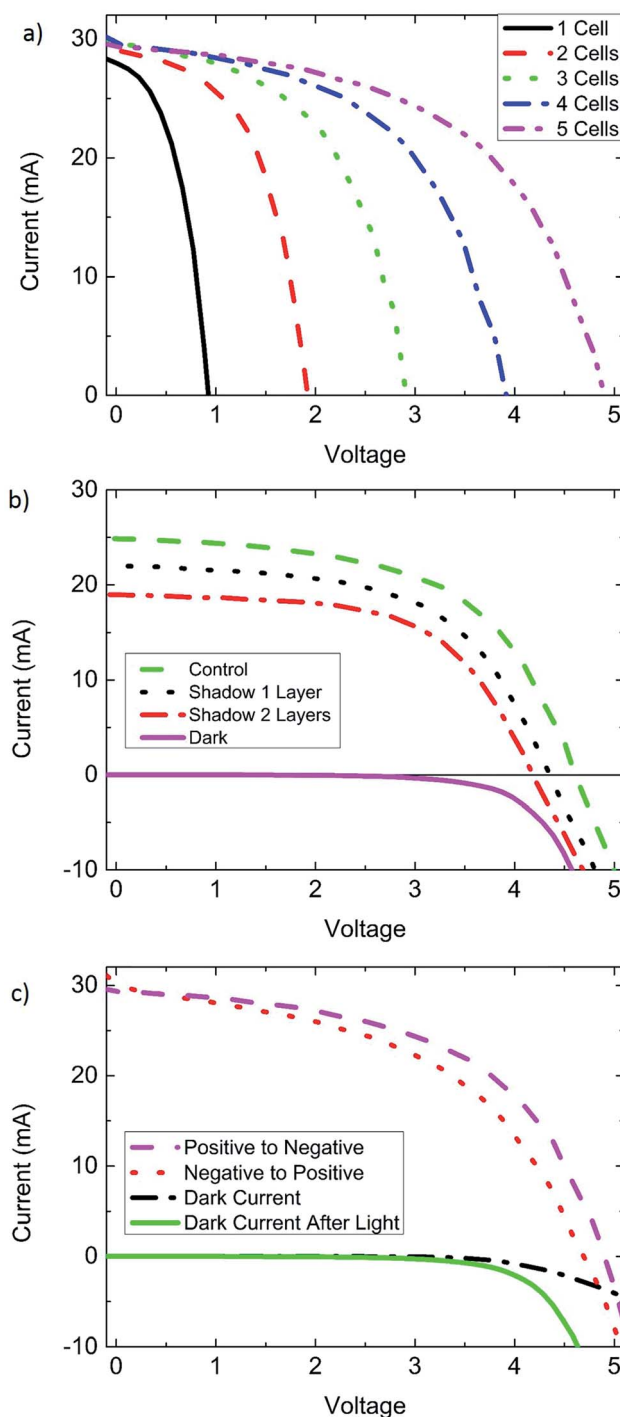 a)
30
20
10
0
Current (mA)
1 Cell
2 Cells
3 Cells
4 Cells
5 Cells
0 1 2 3 4 5
Voltage
b)
30
20
10
0
-10
Current (mA)
Control
Shadow 1 Layer
Shadow 2 Layers
Dark
0 1 2 3 4 5
Voltage
c)
30
20
10
0
-10
Current (mA)
Positive to Negative
Negative to Positive
Dark Current
Dark Current After Light
0 1 2 3 4 5
Voltage